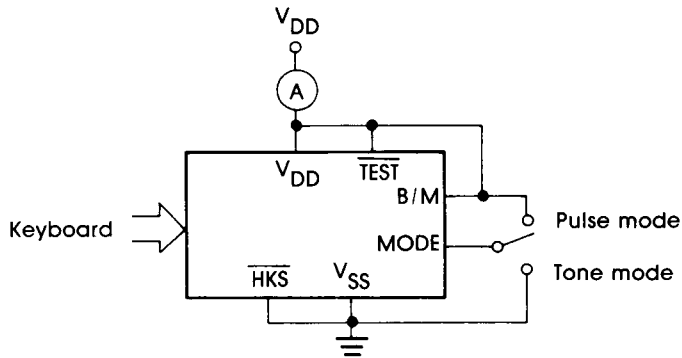 VDD
A
VDD
TEST
B/M
Pulse mode
Keyboard
MODE
Tone mode
HKS
VSS